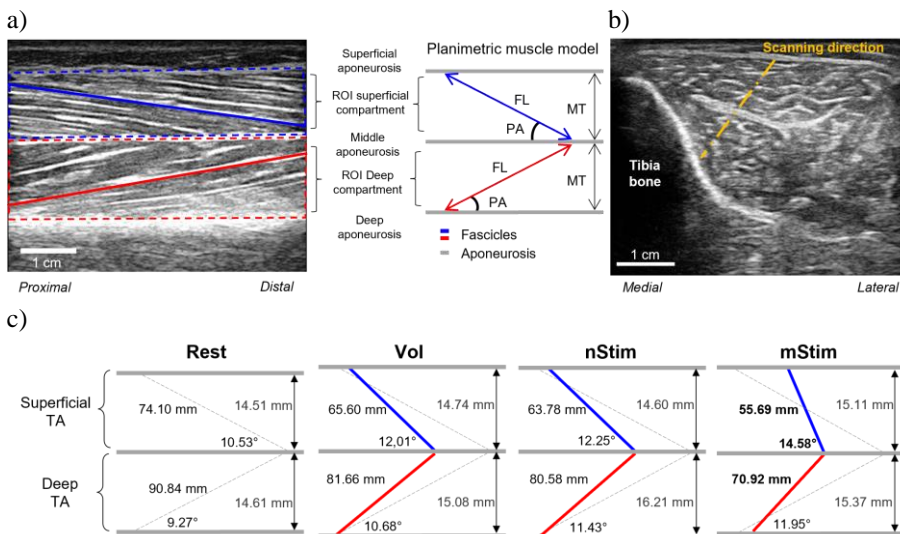 a)
b)
Superficial
aponeurosis
ROI superficial
compartment
Middle
aponeurosis
ROI Deep
compartment
Deep
aponeurosis
1 cm
Proximal
Distal
Planimetric muscle model
FL
PA
MT
FL
PA
MT
Fascicles
Aponeurosis
Scanning direction
Tibia
bone
1 cm
Medial
Lateral
c)
Rest
Vol
nStim
mStim
Superficial
TA
74.10 mm
14.51 mm
10.53°
65.60 mm
14.74 mm
12,01°
63.78 mm
14.60 mm
12.25°
55.69 mm
15.11 mm
14.58°
Deep
TA
90.84 mm
14.61 mm
9.27°
81.66 mm
15.08 mm
10.68°
80.58 mm
16.21 mm
11.43°
70.92 mm
15.37 mm
11.95°